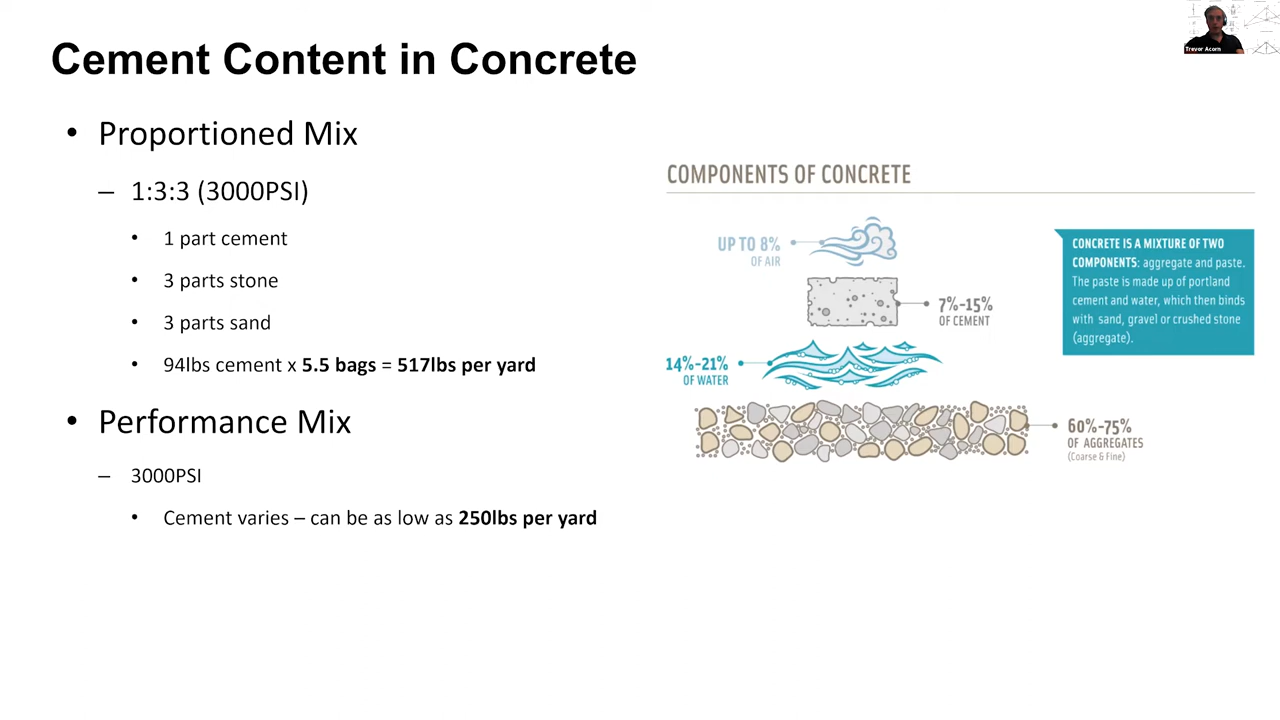 Cement Content in Concrete
• Proportioned Mix
– 1:3:3 (3000PSI)
• 1 part cement
• 3 parts stone
• 3 parts sand
• 94lbs cement x 5.5 bags = 517lbs per yard
• Performance Mix
– 3000PSI
• Cement varies – can be as low as 250lbs per yard
COMPONENTS OF CONCRETE
UP TO 8%
OF AIR
7%-15%
OF CEMENT
14%-21%
OF WATER
60%-75%
OF AGGREGATES
(Coarse & Fine)
CONCRETE IS A MIXTURE OF TWO
COMPONENTS: aggregate and paste.
The paste is made up of portland
cement and water, which then binds
with sand, gravel or crushed stone
(aggregate).
Trevor Acorn